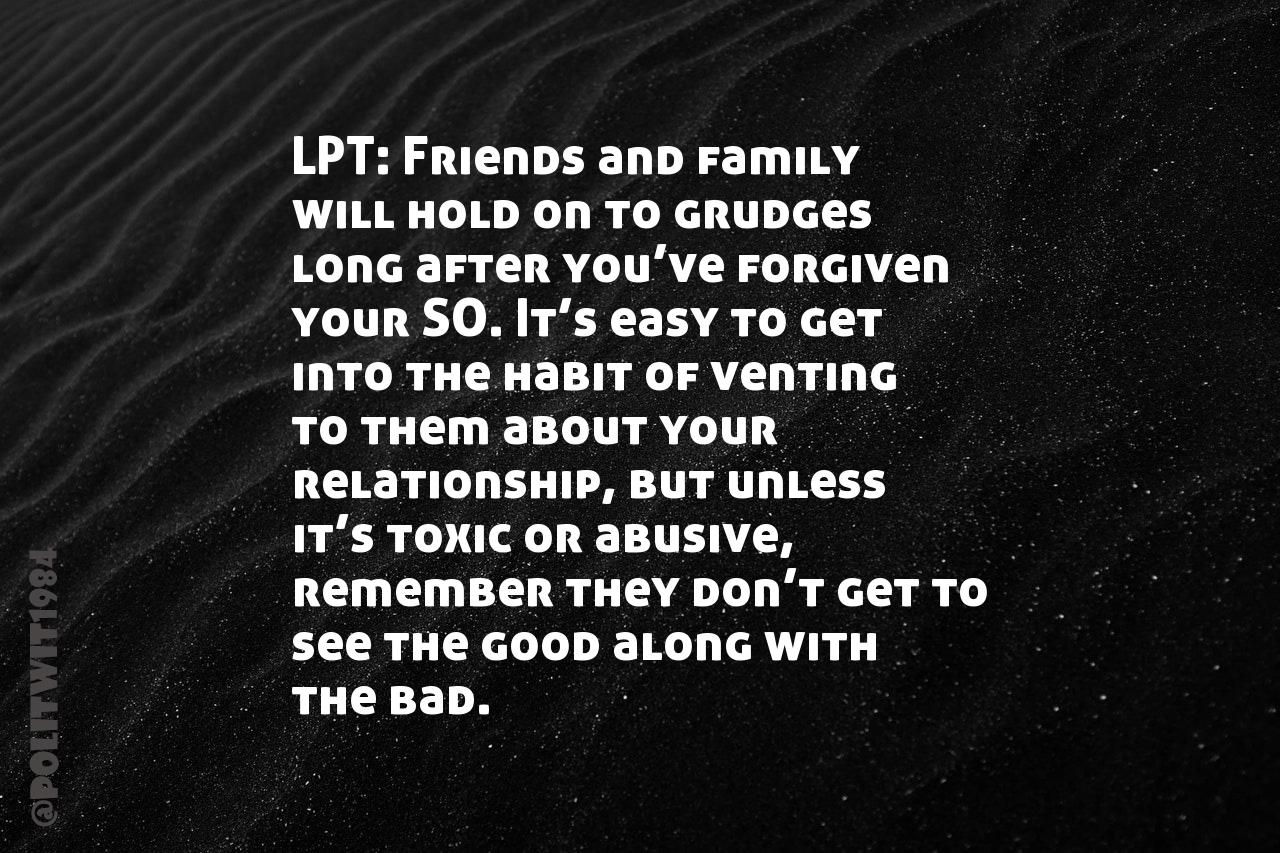 LPT: Friends and family
will hold on to grudges
long after you've forgiven
your SO. It's easy to get
into the habit of venting
to them about your
relationship, but unless
it's toxic or abusive,
remember they don't get to
see the good along with
the bad.
@POLITWIT1984